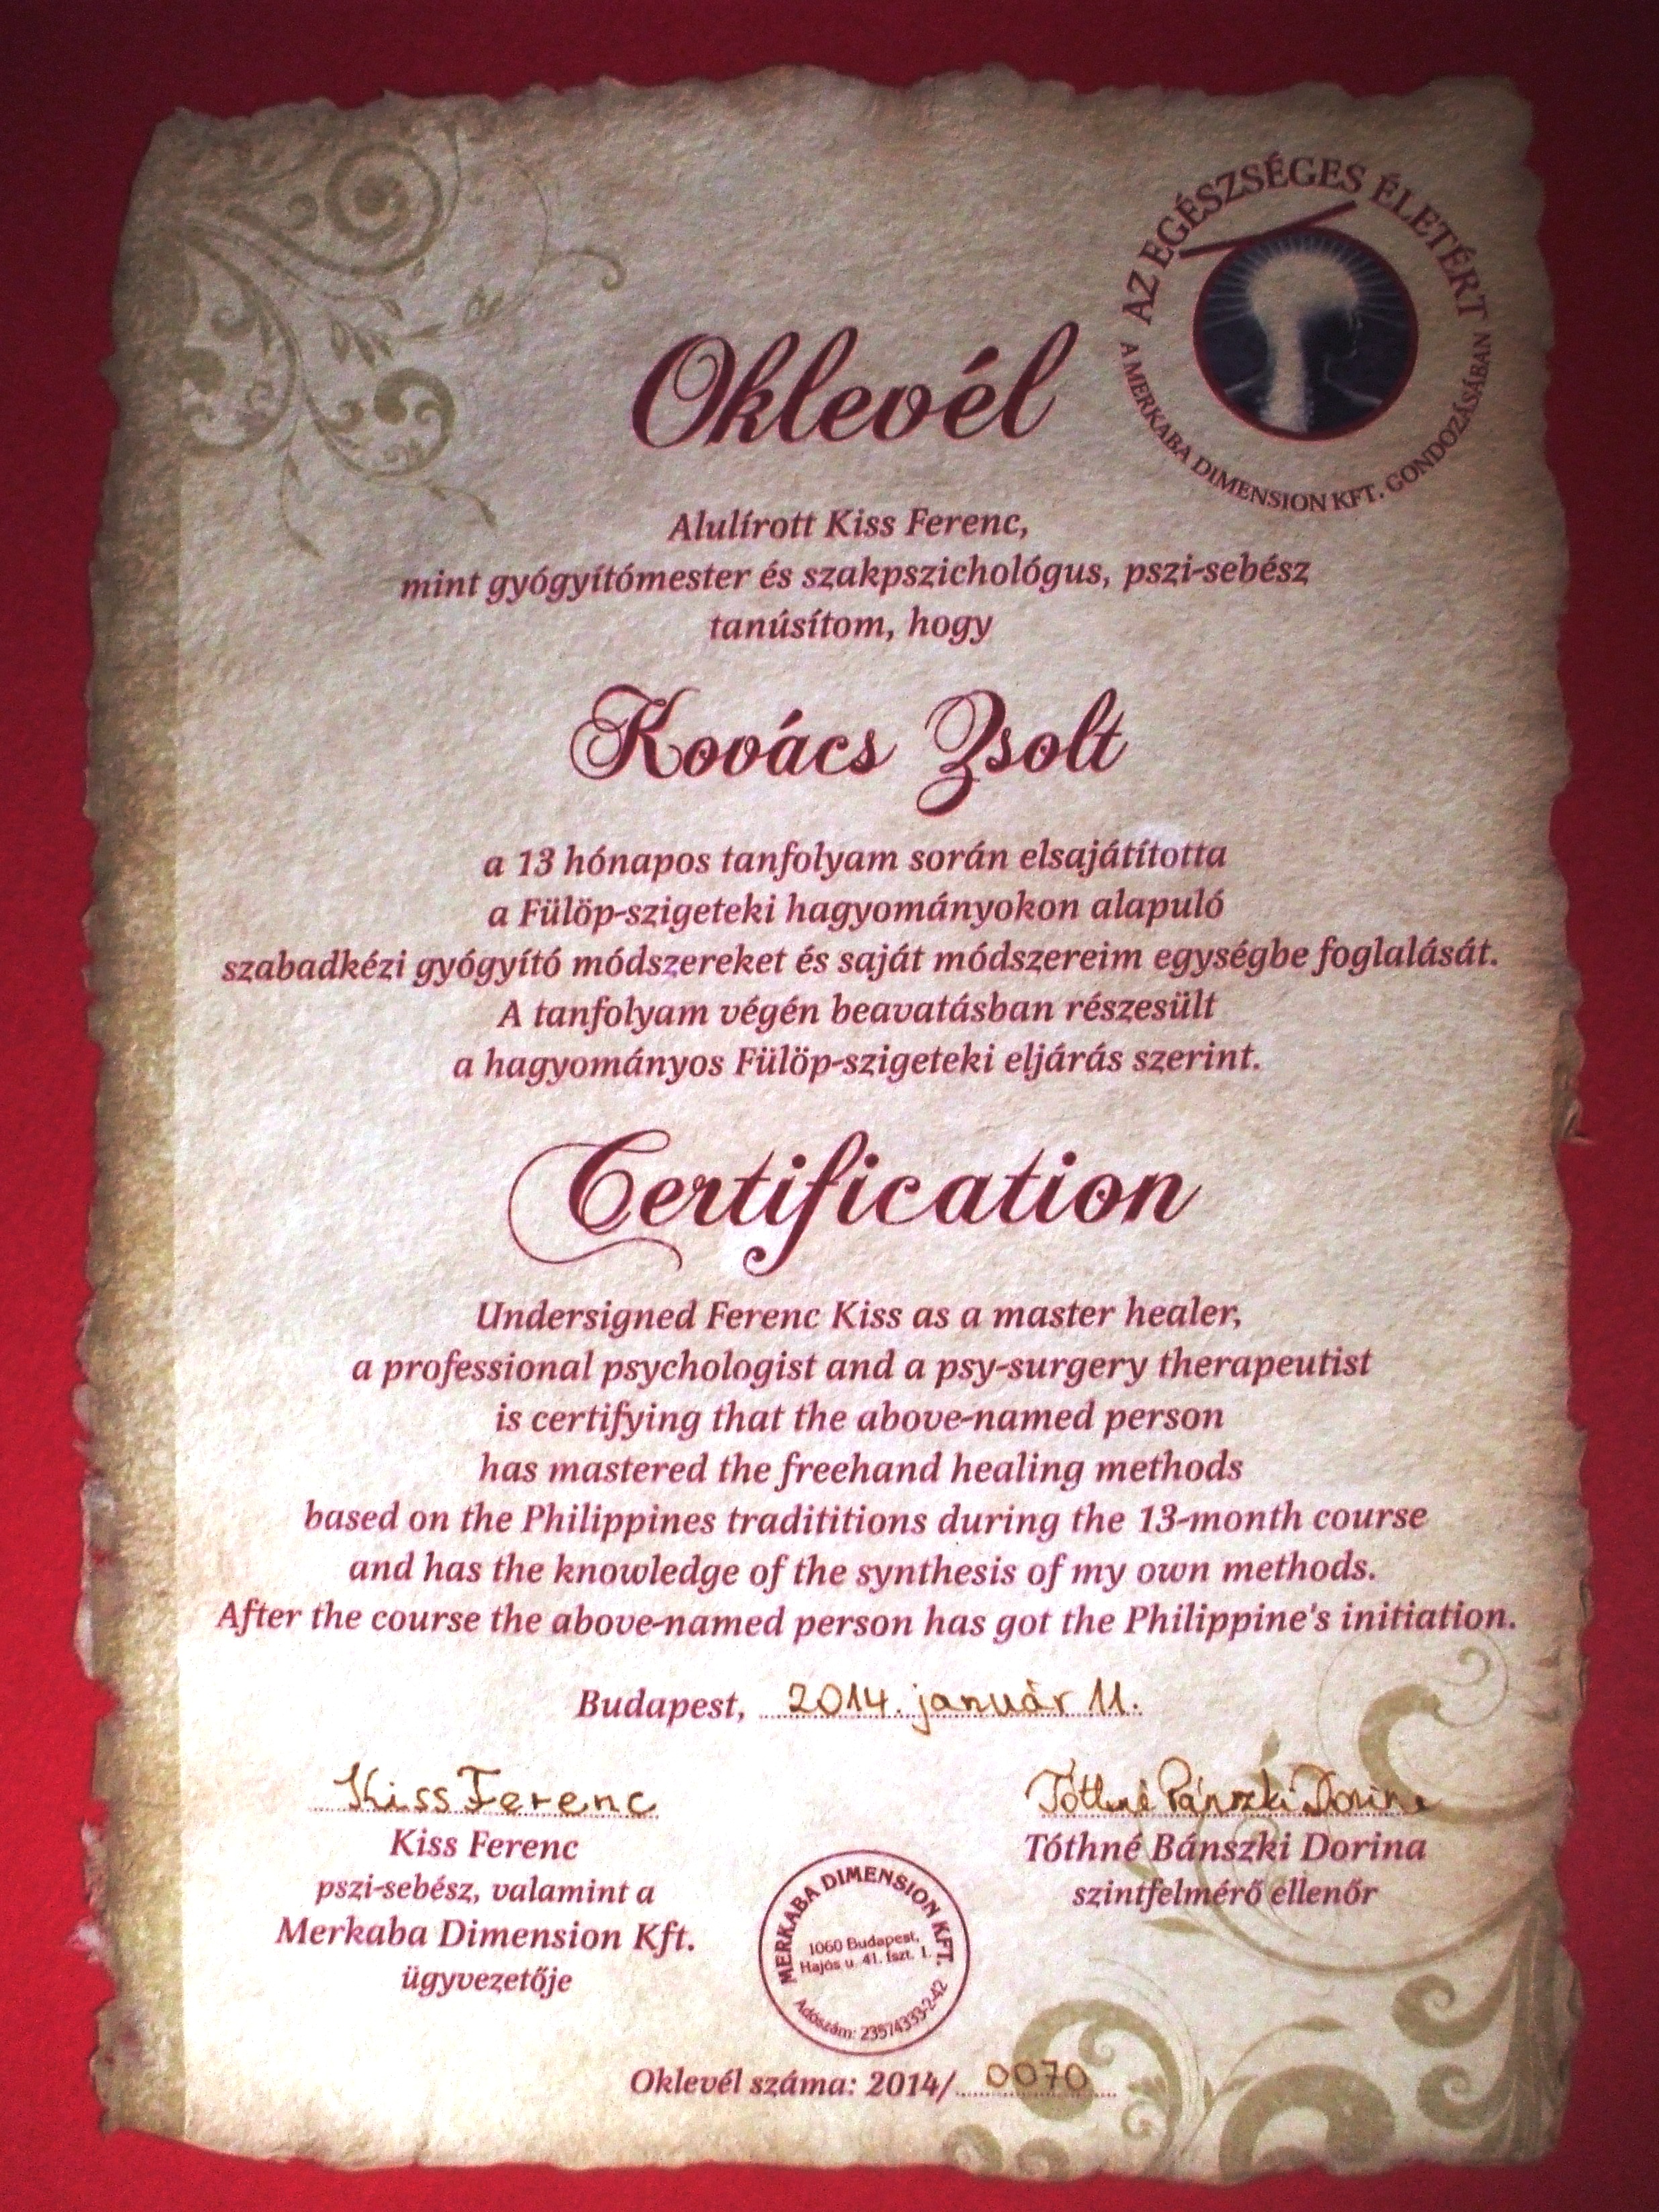 AZ EGÉSZSÉGES ÉLETÉRT
A MERKABA DIMENSION KFT. GONDOZÁSÁBAN
Oklevél
Alulírott Kiss Ferenc,
mint gyógyítómester és szakpszichológus, pszi-sebész
tanúsítom, hogy
Kovács Zsolt
a 13 hónapos tanfolyam során elsajátította
a Fülöp-szigeteki hagyományokon alapuló
szabadkézi gyógyító módszereket és saját módszereim egységbe foglalását.
A tanfolyam végén beavatásban részesült
a hagyományos Fülöp-szigeteki eljárás szerint.
Certification
Undersigned Ferenc Kiss as a master healer,
a professional psychologist and a psy-surgery therapeutist
is certifying that the above-named person
has mastered the freehand healing methods
based on the Philippines tradititions during the 13-month course
and has the knowledge of the synthesis of my own methods.
After the course the above-named person has got the Philippine's initiation.
Budapest, 2014. január 11.
Kiss Ferenc
Kiss Ferenc
pszi-sebész, valamint a
Merkaba Dimension Kft.
ügyvezetője
Tóthné Bánszki Dorina
Tóthné Bánszki Dorina
szintfelmérő ellenőr
MERKABA DIMENSION KFT.
1060 Budapest,
Hajós u. 41. fszt. 1.
Adószám: 23574333-2-42
Oklevél száma: 2014/ 0070